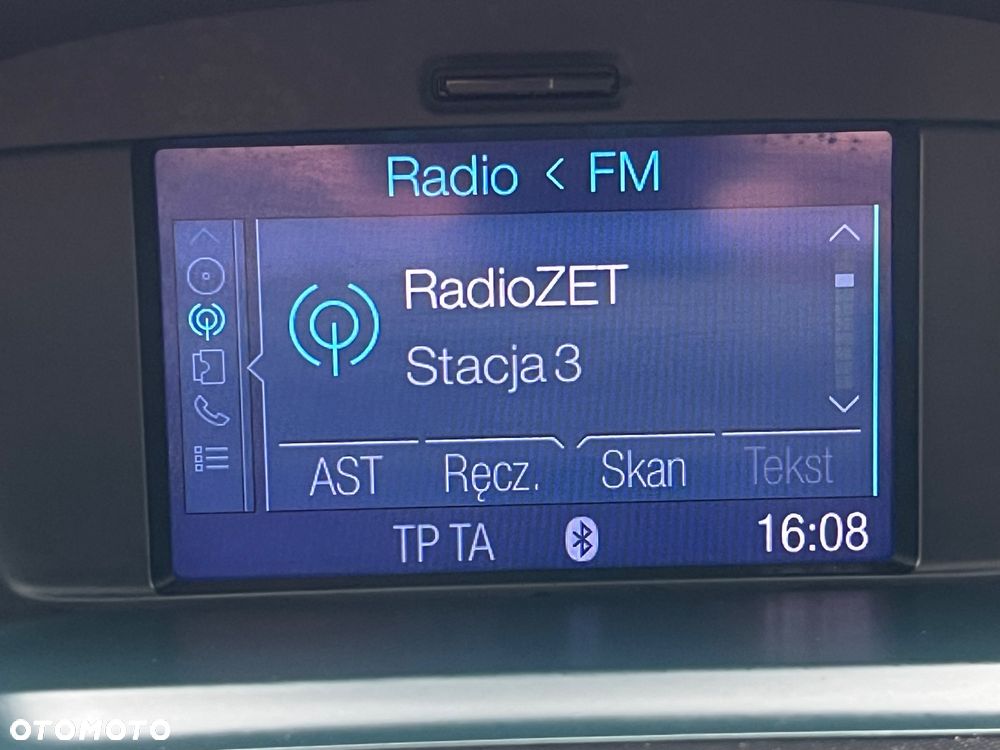 Radio < FM
RadioZET
Stacja 3
AST Ręcz. Skan Tekst
TP TA 16:08
OTOMOTO